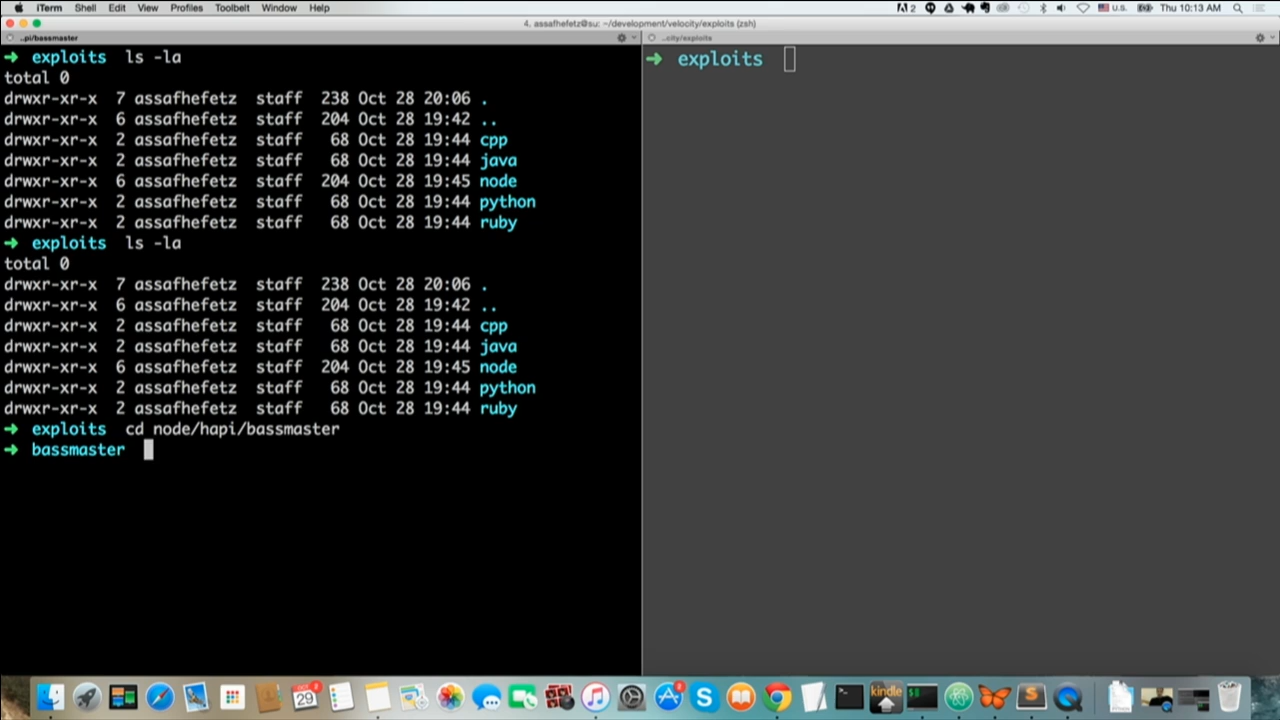 iTerm Shell Edit View Profiles Toolbelt Window Help
2 U.S. Thu 10:13 AM
4. assafhefetz@su: ~/development/velocity/exploits (zsh)
..pi/bassmaster
➜ exploits ls -la
total 0
drwxr-xr-x 7 assafhefetz staff 238 Oct 28 20:06 .
drwxr-xr-x 6 assafhefetz staff 204 Oct 28 19:42 ..
drwxr-xr-x 2 assafhefetz staff 68 Oct 28 19:44 cpp
drwxr-xr-x 2 assafhefetz staff 68 Oct 28 19:44 java
drwxr-xr-x 6 assafhefetz staff 204 Oct 28 19:45 node
drwxr-xr-x 2 assafhefetz staff 68 Oct 28 19:44 python
drwxr-xr-x 2 assafhefetz staff 68 Oct 28 19:44 ruby
➜ exploits ls -la
total 0
drwxr-xr-x 7 assafhefetz staff 238 Oct 28 20:06 .
drwxr-xr-x 6 assafhefetz staff 204 Oct 28 19:42 ..
drwxr-xr-x 2 assafhefetz staff 68 Oct 28 19:44 cpp
drwxr-xr-x 2 assafhefetz staff 68 Oct 28 19:44 java
drwxr-xr-x 6 assafhefetz staff 204 Oct 28 19:45 node
drwxr-xr-x 2 assafhefetz staff 68 Oct 28 19:44 python
drwxr-xr-x 2 assafhefetz staff 68 Oct 28 19:44 ruby
➜ exploits cd node/hapi/bassmaster
➜ bassmaster
..city/exploits
➜ exploits
29
kindle